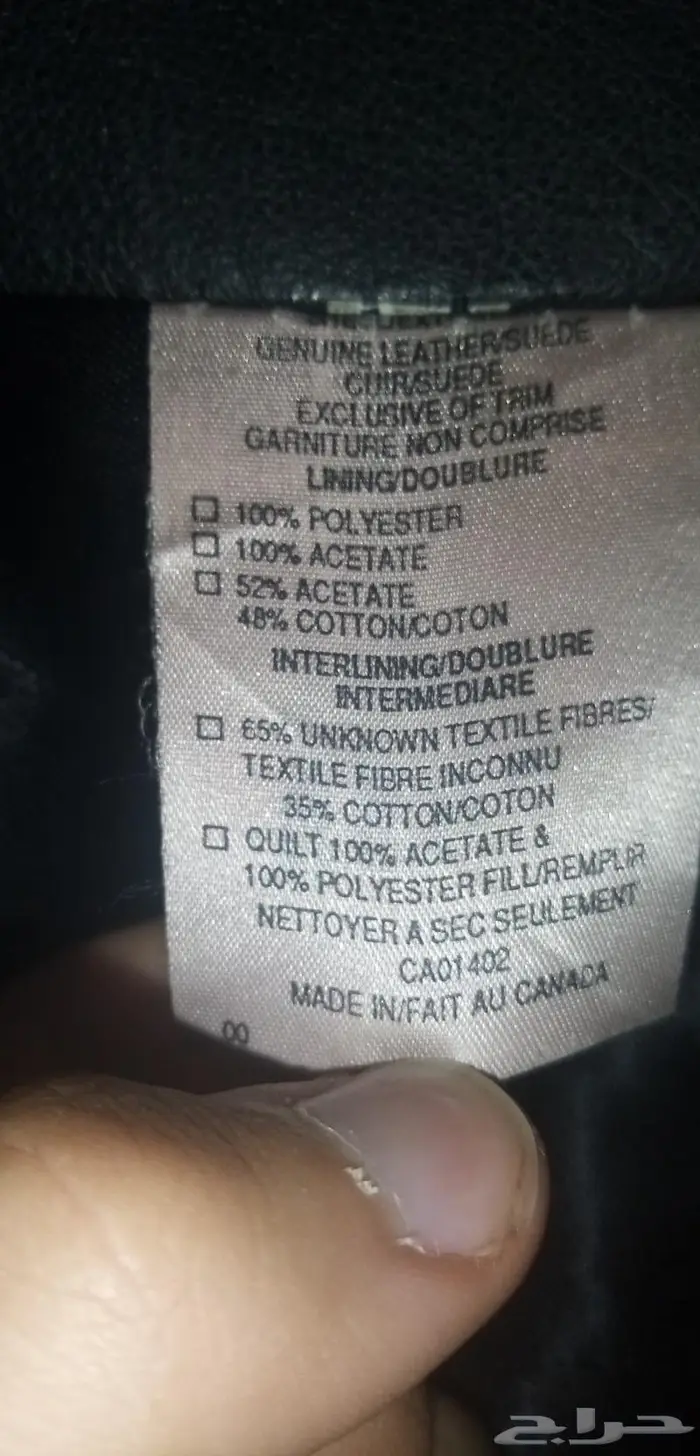 GENUINE LEATHER/SUEDE
CUIR/SUEDE
EXCLUSIVE OF TRIM
GARNITURE NON COMPRISE
LINING/DOUBLURE
100% POLYESTER
100% ACETATE
52% ACETATE
48% COTTON/COTON
INTERLINING/DOUBLURE
INTERMEDIARE
65% UNKNOWN TEXTILE FIBRES/
TEXTILE FIBRE INCONNU
35% COTTON/COTON
QUILT 100% ACETATE &
100% POLYESTER FILL/REMPLIR
NETTOYER A SEC SEULEMENT
CA01402
MADE IN/FAIT AU CANADA
00
حراج